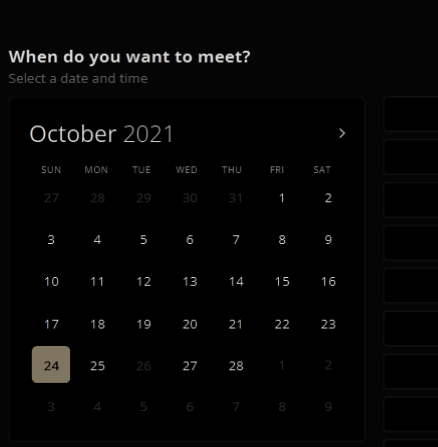 When do you want to meet?
Select a date and time
October 2021 >
SUN MON TUE WED THU FRI SAT
27 28 29 30 31 1 2
3 4 5 6 7 8 9
10 11 12 13 14 15 16
17 18 19 20 21 22 23
24 25 26 27 28 1 2
3 4 5 6 7 8 9